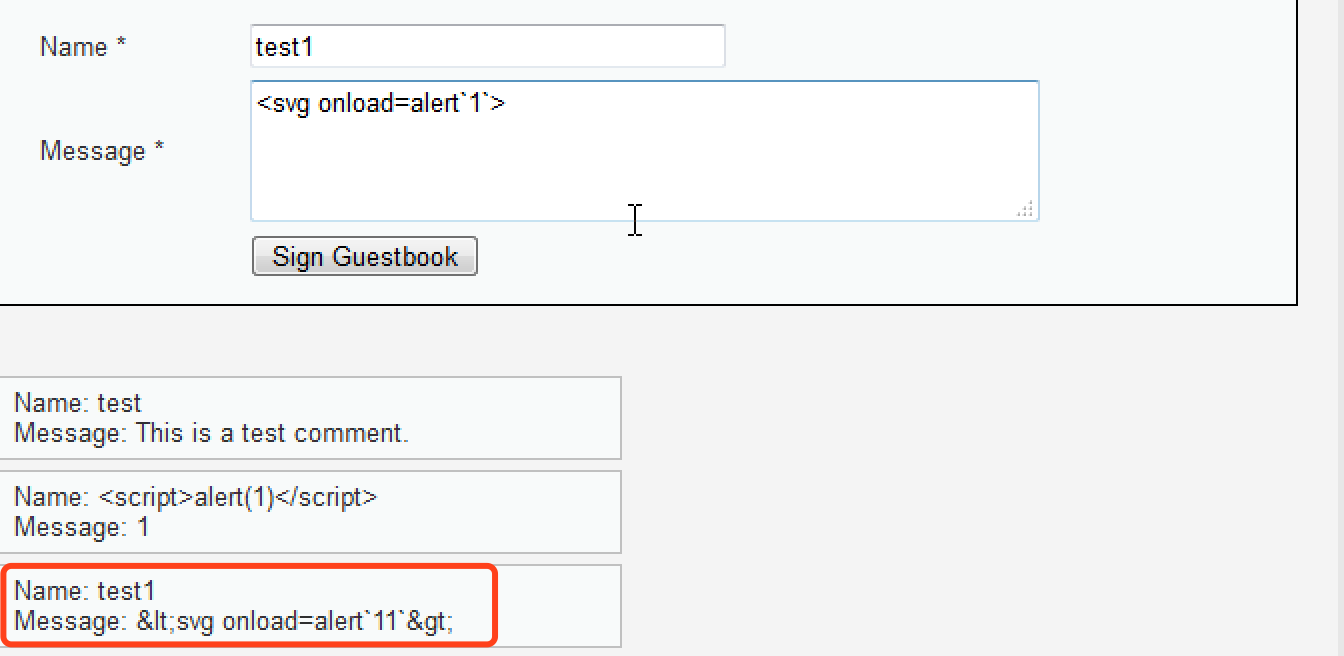 Name *
test1
<svg onload=alert`1`>
Message *
Sign Guestbook
Name: test
Message: This is a test comment.
Name: <script>alert(1)</script>
Message: 1
Name: test1
Message: &lt;svg onload=alert`11`&gt;